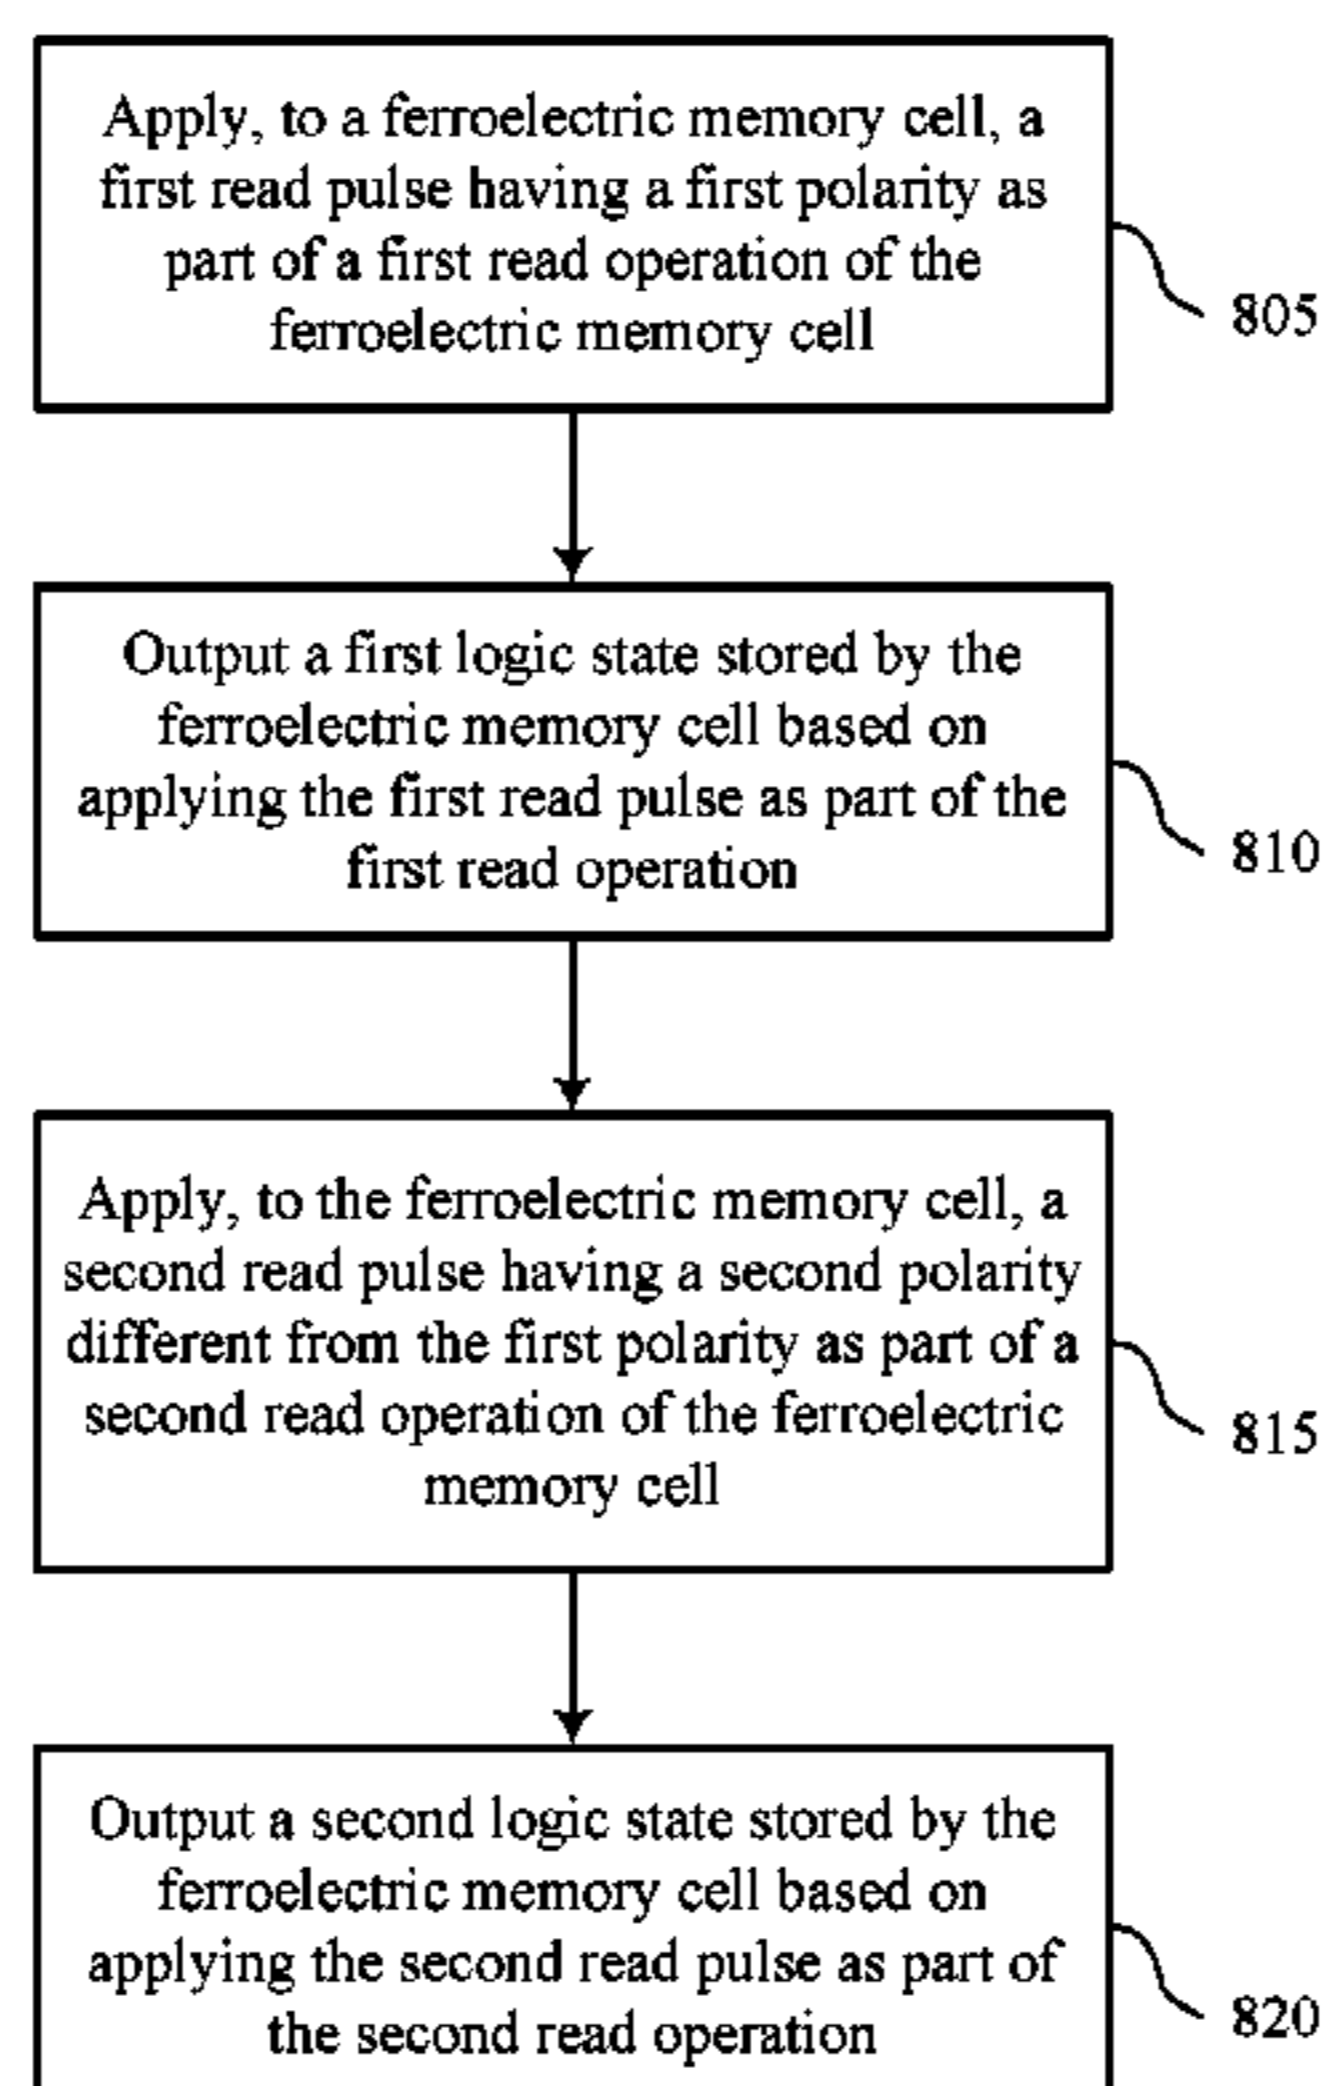 Apply, to a ferroelectric memory cell, a
first read pulse having a first polarity as
part of a first read operation of the
ferroelectric memory cell
805
Output a first logic state stored by the
ferroelectric memory cell based on
applying the first read pulse as part of the
first read operation
810
Apply, to the ferroelectric memory cell, a
second read pulse having a second polarity
different from the first polarity as part of a
second read operation of the ferroelectric
memory cell
815
Output a second logic state stored by the
ferroelectric memory cell based on
applying the second read pulse as part of
the second read operation
820